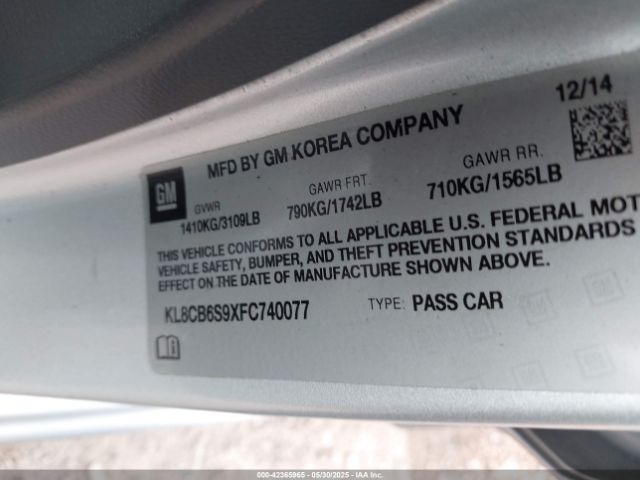 12/14
MFD BY GM KOREA COMPANY
GM
GVWR GAWR FRT. GAWR RR.
1410KG/3109LB 790KG/1742LB 710KG/1565LB
THIS VEHICLE CONFORMS TO ALL APPLICABLE U.S. FEDERAL MOT
VEHICLE SAFETY, BUMPER, AND THEFT PREVENTION STANDARDS
EFFECT ON THE DATE OF MANUFACTURE SHOWN ABOVE.
KL8CB6S9XFC740077 TYPE: PASS CAR
000-42365965 - 05/30/2025 - IAA Inc.